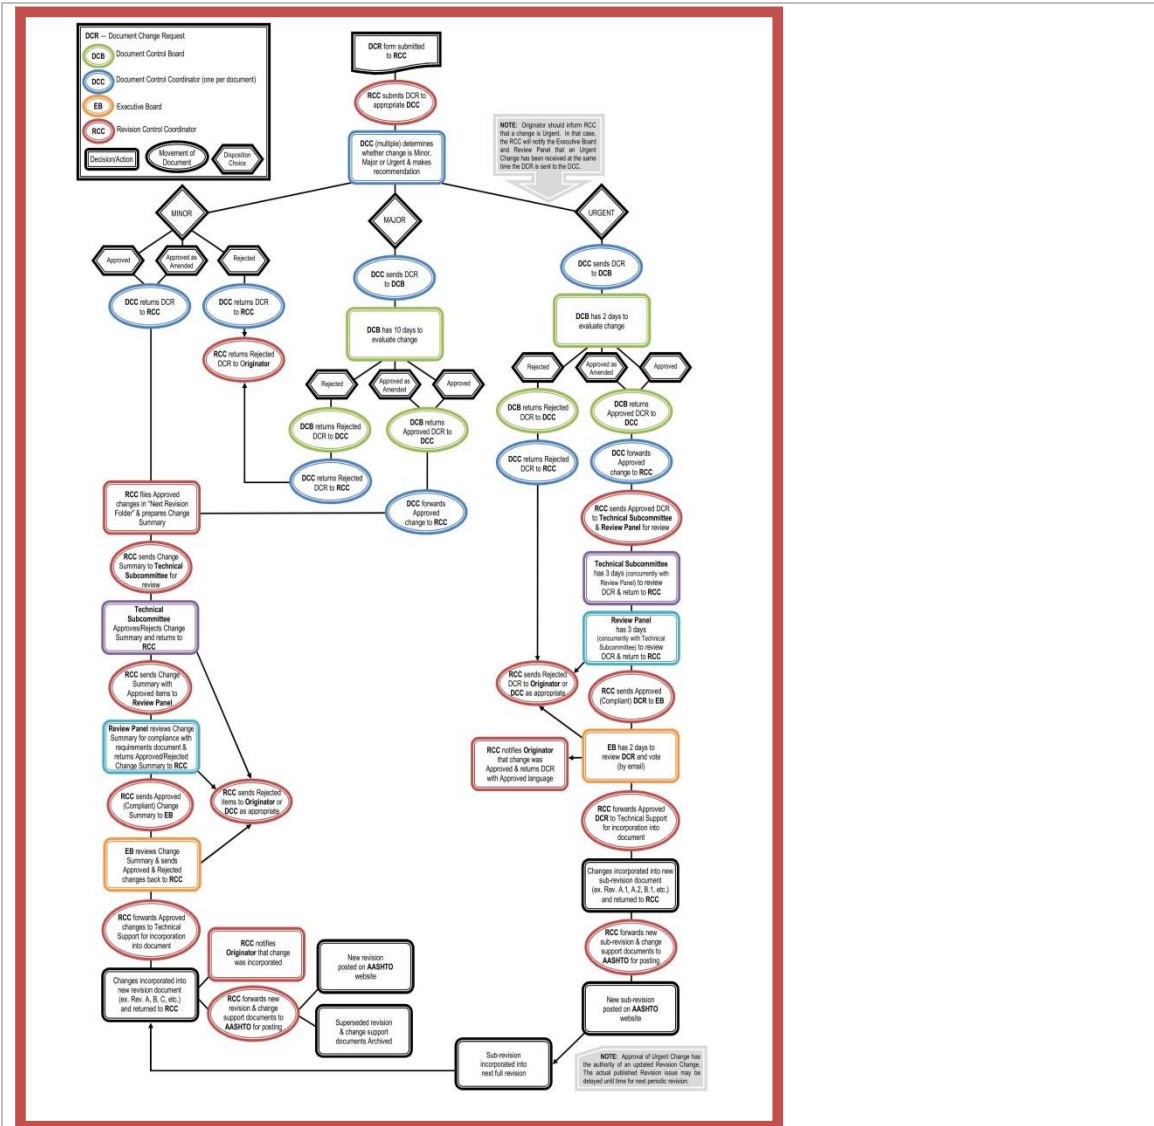 DCR — Document Change Request
DCB Document Control Board
DCC Document Control Coordinator (one per document)
EB Executive Board
RCC Revision Control Coordinator
Decision/Action
Movement of
Document
Disposition
Choice
DCR form submitted
to RCC
RCC submits DCR to
appropriate DCC
DCC (multiple) determines
whether change is Minor,
Major or Urgent & makes
recommendation
NOTE: Originator should inform RCC
that a change is Urgent. In that case,
the RCC will notify the Executive Board
and Review Panel that an Urgent
Change has been received at the same
time the DCR is sent to the DCC.
MINOR
Approved
Approved as
Amended
Rejected
DCC returns DCR
to RCC
DCC returns DCR
to RCC
RCC returns Rejected
DCR to Originator
MAJOR
DCC sends DCR
to DCB
DCB has 10 days to
evaluate change
Rejected
Approved as
Amended
Approved
DCB returns Rejected
DCR to DCC
DCB returns
Approved DCR to
DCC
DCC returns Rejected
DCR to RCC
DCC forwards
Approved
change to RCC
URGENT
DCC sends DCR
to DCB
DCB has 2 days to
evaluate change
Rejected
Approved as
Amended
Approved
DCB returns Rejected
DCR to DCC
DCB returns
Approved DCR to
DCC
DCC returns Rejected
DCR to RCC
DCC forwards
Approved
change to RCC
RCC sends Approved DCR
to Technical Subcommittee
& Review Panel for review
Technical Subcommittee
has 3 days (concurrently with
Review Panel) to review
DCR & return to RCC
Review Panel
has 3 days
(concurrently with Technical
Subcommittee) to review
DCR & return to RCC
RCC sends Rejected
DCR to Originator or
DCC as appropriate
RCC sends Approved
(Compliant) DCR to EB
EB has 2 days to
review DCR and vote
(by email)
RCC notifies Originator
that change was
Approved & returns DCR
with Approved language
RCC forwards Approved
DCR to Technical Support
for incorporation into
document
Changes incorporated into new
sub-revision document
(ex. Rev. A.1, A.2, B.1, etc.)
and returned to RCC
RCC forwards new
sub-revision & change
support documents to
AASHTO for posting
New sub-revision
posted on AASHTO
website
Sub-revision
incorporated into
next full revision
NOTE: Approval of Urgent Change has
the authority of an updated Revision Change.
The actual published Revision issue may be
delayed until time for next periodic revision.
RCC files Approved
changes in "Next Revision
Folder" & prepares Change
Summary
RCC sends Change
Summary to Technical
Subcommittee for
review
Technical
Subcommittee
Approves/Rejects Change
Summary and returns to
RCC
RCC sends Change
Summary with
Approved items to
Review Panel
Review Panel reviews Change
Summary for compliance with
requirements document &
returns Approved/Rejected
Change Summary to RCC
RCC sends Approved
(Compliant) Change
Summary to EB
RCC sends Rejected
items to Originator or
DCC as appropriate
EB reviews Change
Summary & sends
Approved & Rejected
changes back to RCC
RCC forwards Approved
changes to Technical
Support for incorporation
into document
Changes incorporated into
new revision document
(ex. Rev. A, B, C, etc.)
and returned to RCC
RCC notifies
Originator that change
was incorporated
RCC forwards new
revision & change
support documents to
AASHTO for posting
New revision
posted on AASHTO
website
Superseded revision
& change support
documents Archived